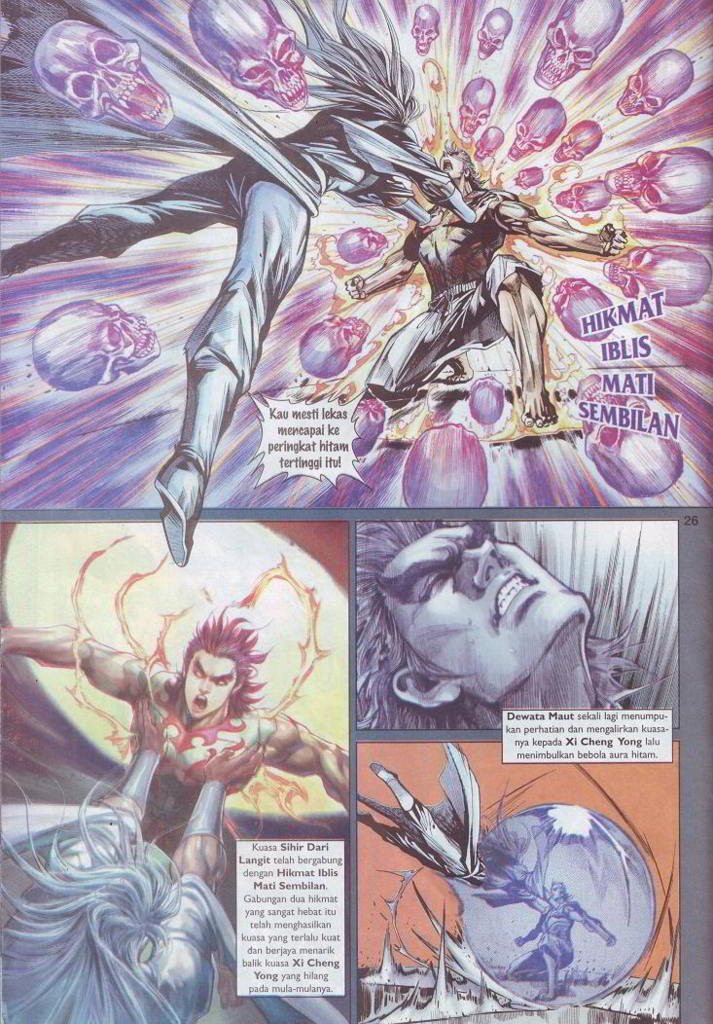 HIKMAT
IBLIS
MATI
SEMBILAN
Kau mesti lekas
mencapai ke
peringkat hitam
tertinggi itu!
26
Kuasa Sihir Dari
Langit telah bergabung
dengan Hikmat Iblis
Mati Sembilan.
Gabungan dua hikmat
yang sangat hebat itu
telah menghasilkan
kuasa yang terlalu kuat
dan berjaya menarik
balik kuasa Xi Cheng
Yong yang hilang
pada mula-mulanya.
Dewata Maut sekali lagi menumpu-
kan perhatian dan mengalirkan kuasa-
nya kepada Xi Cheng Yong lalu
menimbulkan bebola aura hitam.